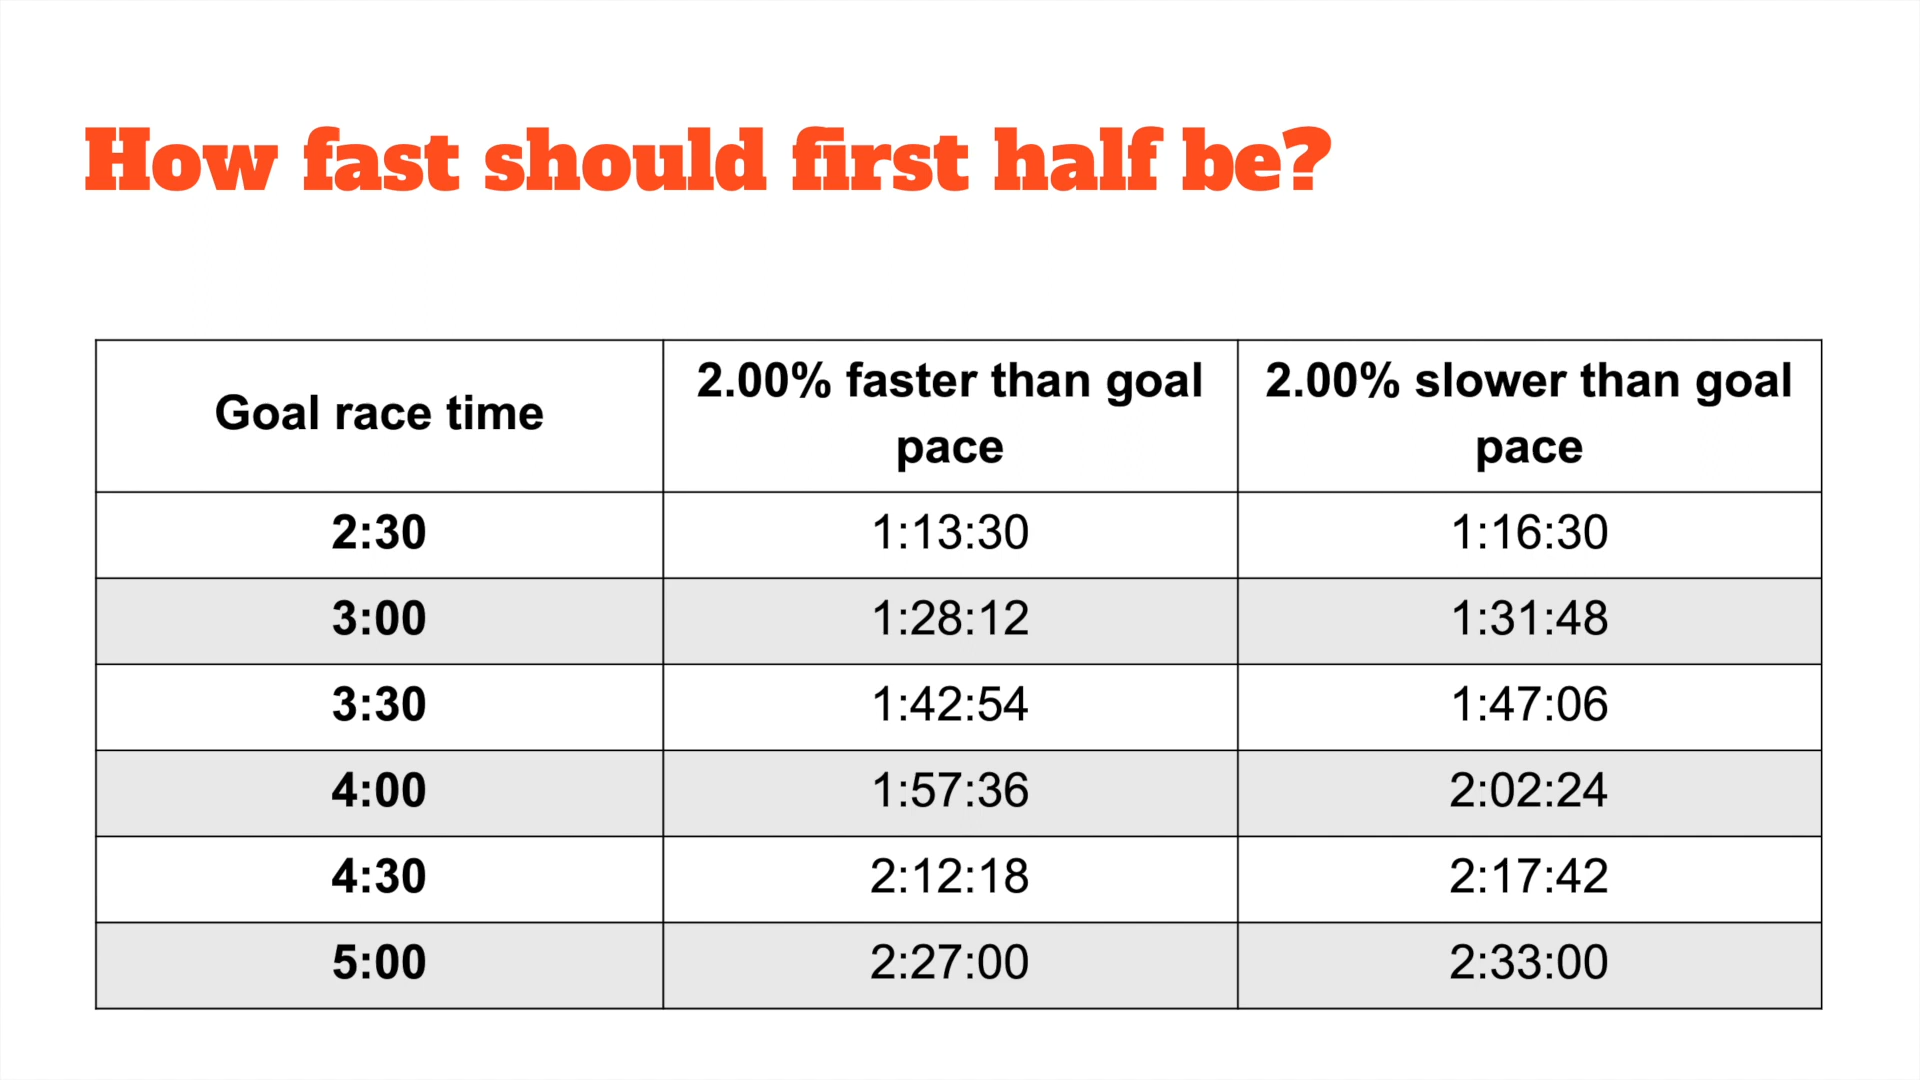 How fast should first half be?
Goal race time
2.00% faster than goal
pace
2.00% slower than goal
pace
2:30 1:13:30 1:16:30
3:00 1:28:12 1:31:48
3:30 1:42:54 1:47:06
4:00 1:57:36 2:02:24
4:30 2:12:18 2:17:42
5:00 2:27:00 2:33:00